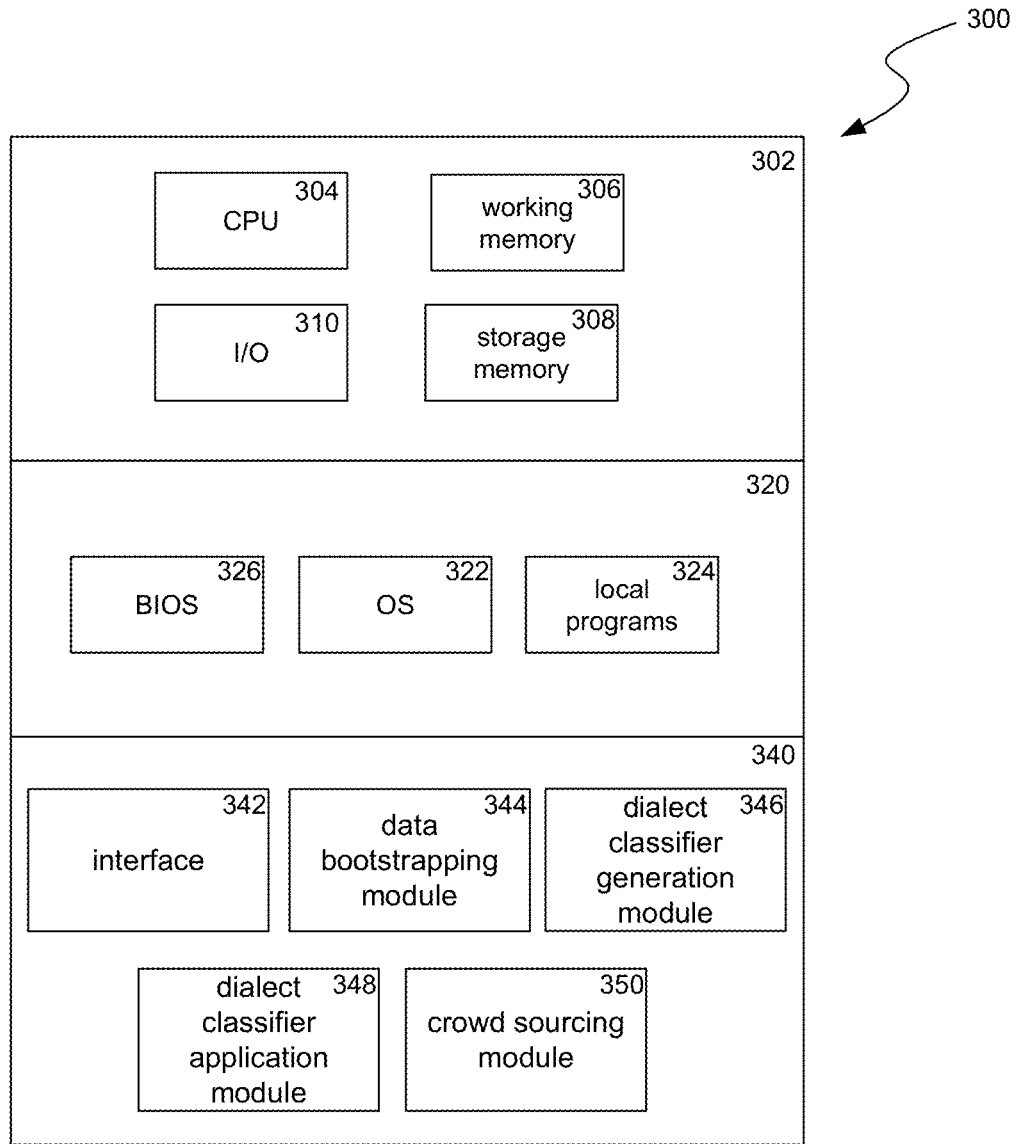 300
302
304
CPU
306
working
memory
310
I/O
308
storage
memory
320
326
BIOS
322
OS
324
local
programs
340
342
interface
344
data
bootstrapping
module
346
dialect
classifier
generation
module
348
dialect
classifier
application
module
350
crowd sourcing
module